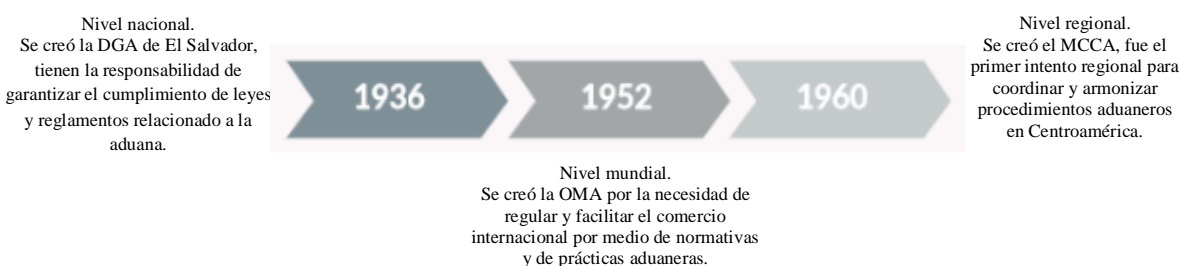 Nivel nacional.
Se creó la DGA de El Salvador,
tienen la responsabilidad de
garantizar el cumplimiento de leyes
y reglamentos relacionado a la
aduana.
1936
1952
1960
Nivel mundial.
Se creó la OMA por la necesidad de
regular y facilitar el comercio
internacional por medio de normativas
y de prácticas aduaneras.
Nivel regional.
Se creó el MCCA, fue el
primer intento regional para
coordinar y armonizar
procedimientos aduaneros
en Centroamérica.